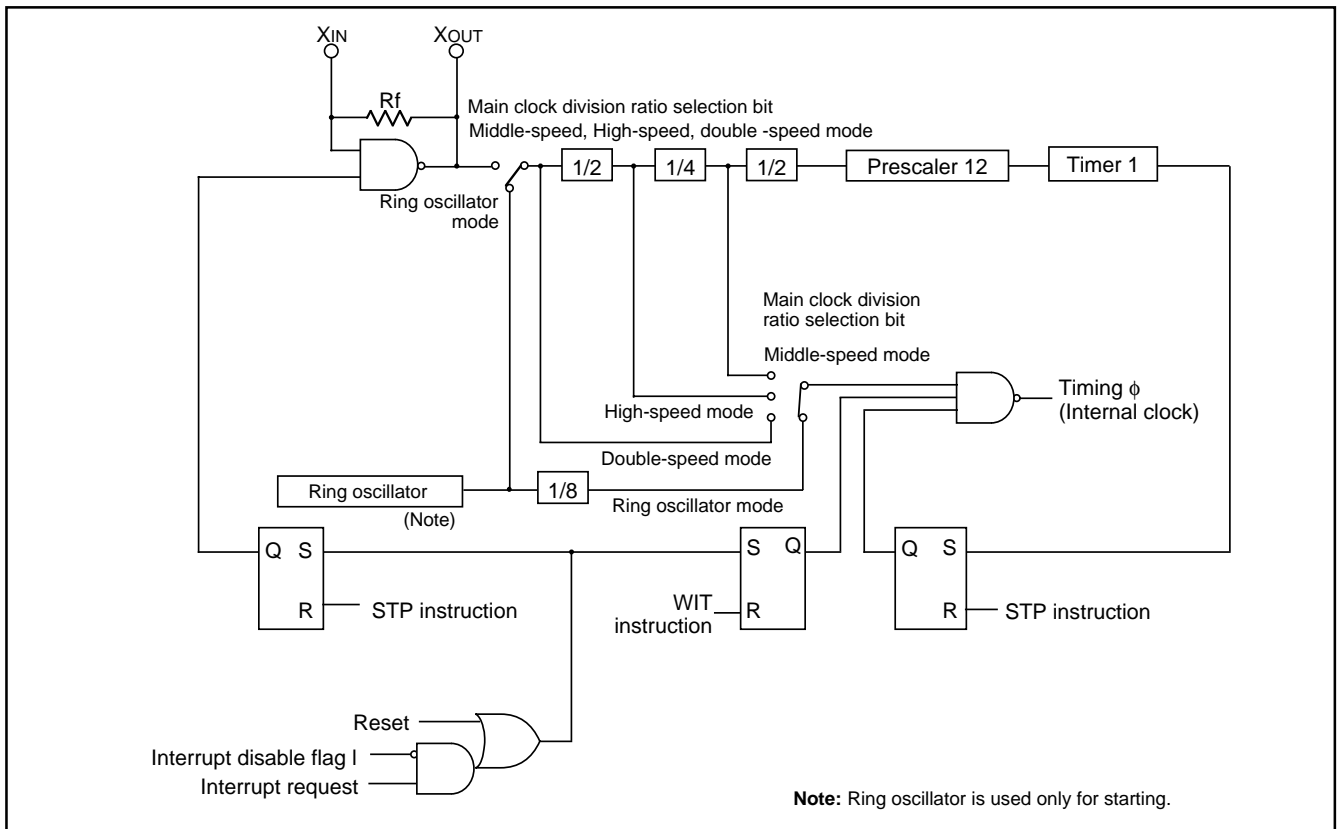 XIN
XOUT
Rf
Main clock division ratio selection bit
Middle-speed, High-speed, double -speed mode
1/2
1/4
1/2
Prescaler 12
Timer 1
Ring oscillator
mode
Main clock division
ratio selection bit
Middle-speed mode
High-speed mode
Timing ϕ
(Internal clock)
Double-speed mode
Ring oscillator
1/8
Ring oscillator mode
(Note)
Q S
R
STP instruction
S Q
R
WIT
instruction
Q S
R
STP instruction
Reset
Interrupt disable flag I
Interrupt request
Note: Ring oscillator is used only for starting.